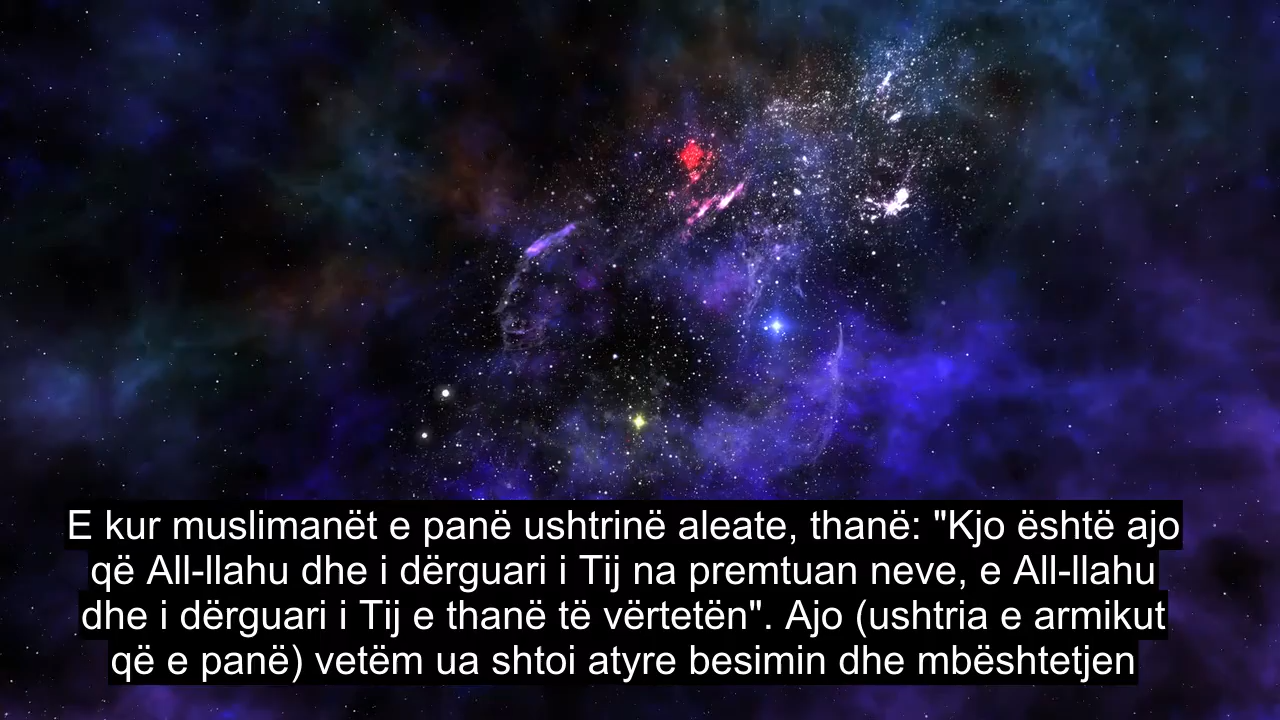 E kur muslimanët e panë ushtrinë aleate, thanë: "Kjo është ajo
që All-llahu dhe i dërguari i Tij na premtuan neve, e All-llahu
dhe i dërguari i Tij e thanë të vërtetën". Ajo (ushtria e armikut
që e panë) vetëm ua shtoi atyre besimin dhe mbështetjen